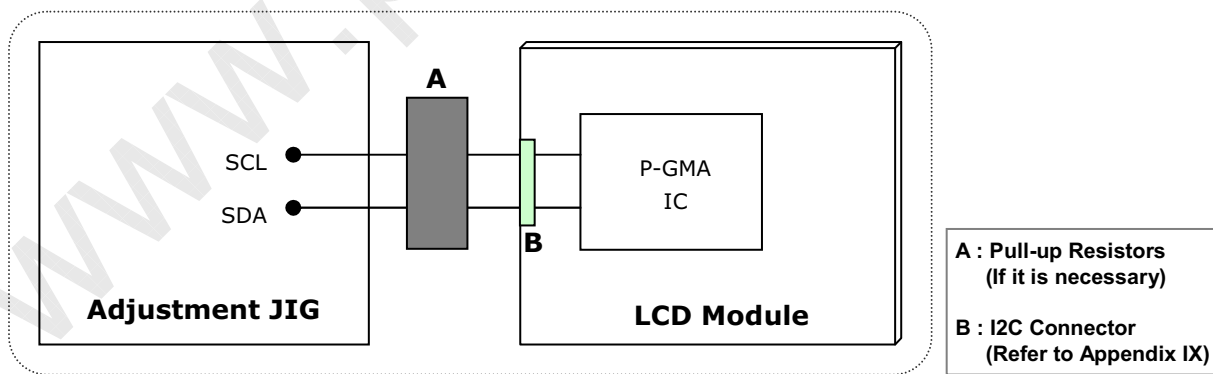 A
SCL
SDA
P-GMA
IC
B
Adjustment JIG
LCD Module
A : Pull-up Resistors
(If it is necessary)
B : I2C Connector
(Refer to Appendix IX)
www.